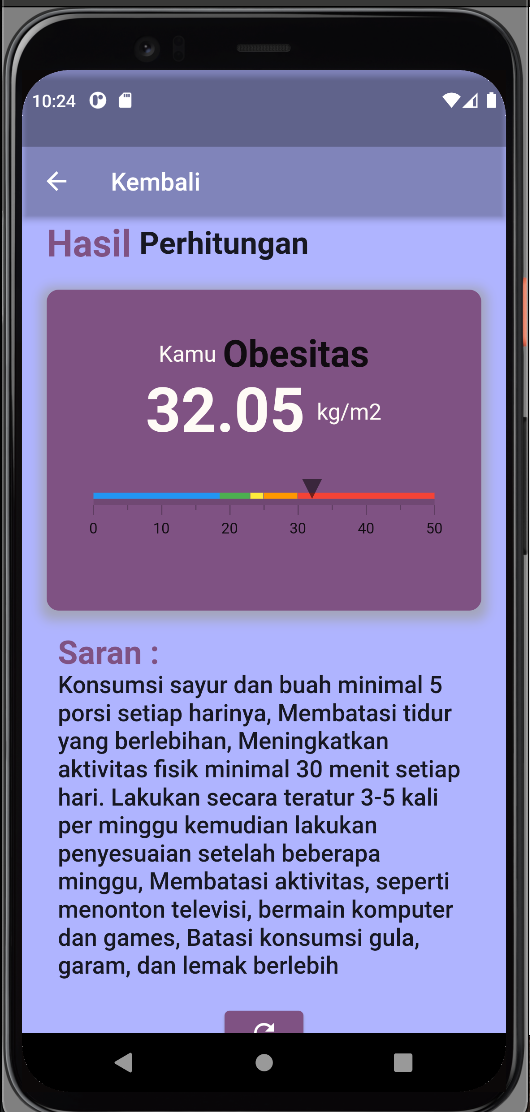 10:24
Kembali
Hasil Perhitungan
Kamu Obesitas
32.05 kg/m2
0 10 20 30 40 50
Saran :
Konsumsi sayur dan buah minimal 5
porsi setiap harinya, Membatasi tidur
yang berlebihan, Meningkatkan
aktivitas fisik minimal 30 menit setiap
hari. Lakukan secara teratur 3-5 kali
per minggu kemudian lakukan
penyesuaian setelah beberapa
minggu, Membatasi aktivitas, seperti
menonton televisi, bermain komputer
dan games, Batasi konsumsi gula,
garam, dan lemak berlebih